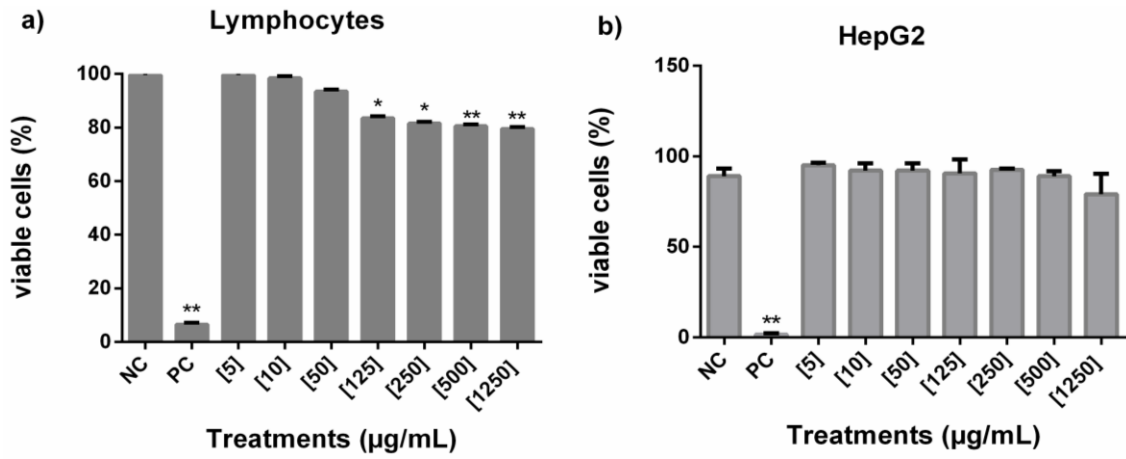 a)
Lymphocytes
viable cells (%)
100
80
60
40
20
0
**
*
*
**
**
NC
PC
[5]
[10]
[50]
[125]
[250]
[500]
[1250]
Treatments (µg/mL)
b)
HepG2
viable cells (%)
150
100
50
0
**
NC
PC
[5]
[10]
[50]
[125]
[250]
[500]
[1250]
Treatments (µg/mL)